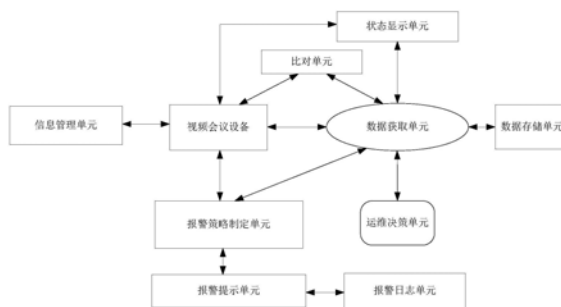 状态显示单元
比对单元
信息管理单元
视频会议设备
数据获取单元
数据存储单元
报警策略制定单元
运维决策单元
报警提示单元
报警日志单元